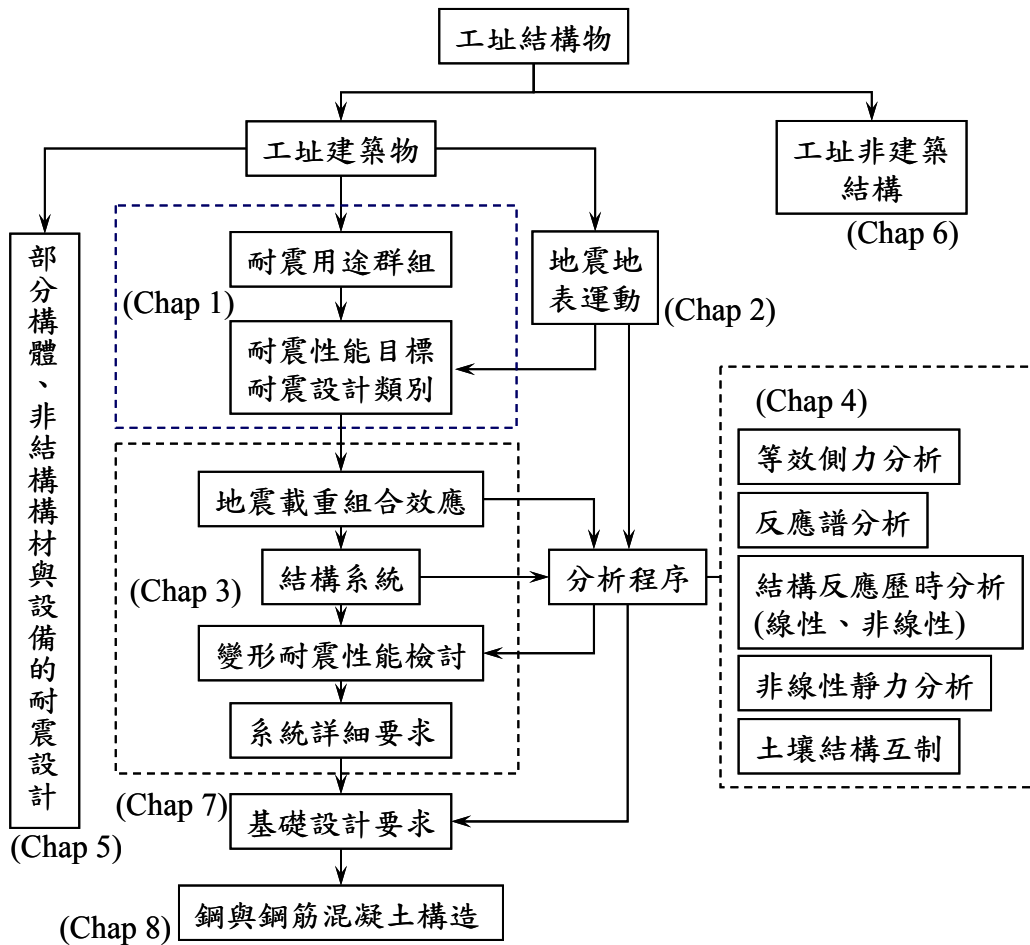 工址結構物
工址建築物
工址非建築
結構
(Chap 6)
部分構體、非結構構材與設備的耐震設計
(Chap 5)
耐震用途群組
(Chap 1)
耐震性能目標
耐震設計類別
地震地
表運動
(Chap 2)
地震載重組合效應
(Chap 3)
結構系統
變形耐震性能檢討
系統詳細要求
分析程序
(Chap 4)
等效側力分析
反應譜分析
結構反應歷時分析
(線性、非線性)
非線性靜力分析
土壤結構互制
(Chap 7)
基礎設計要求
(Chap 8)
鋼與鋼筋混凝土構造